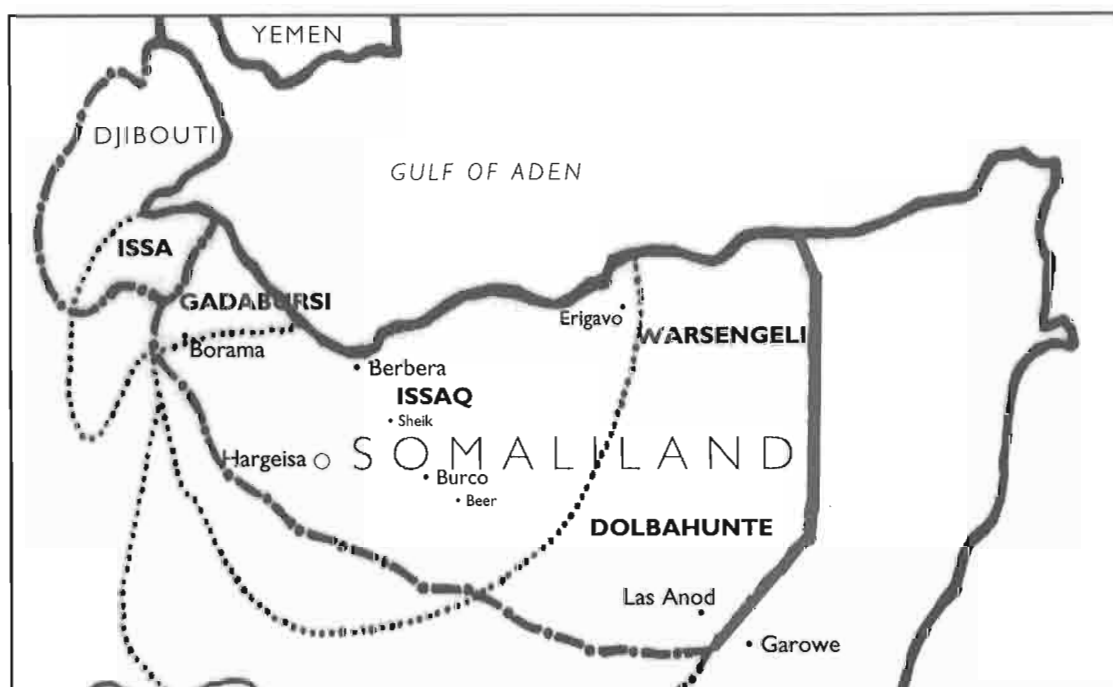 YEMEN
DJIBOUTI
GULF OF ADEN
ISSA
GADABURSI
Erigavo
WARSENGELI
Borama
Berbera
ISSAQ
Sheik
SOMALILAND
Hargeisa
Burco
Beer
DOLBAHUNTE
Las Anod
Garowe